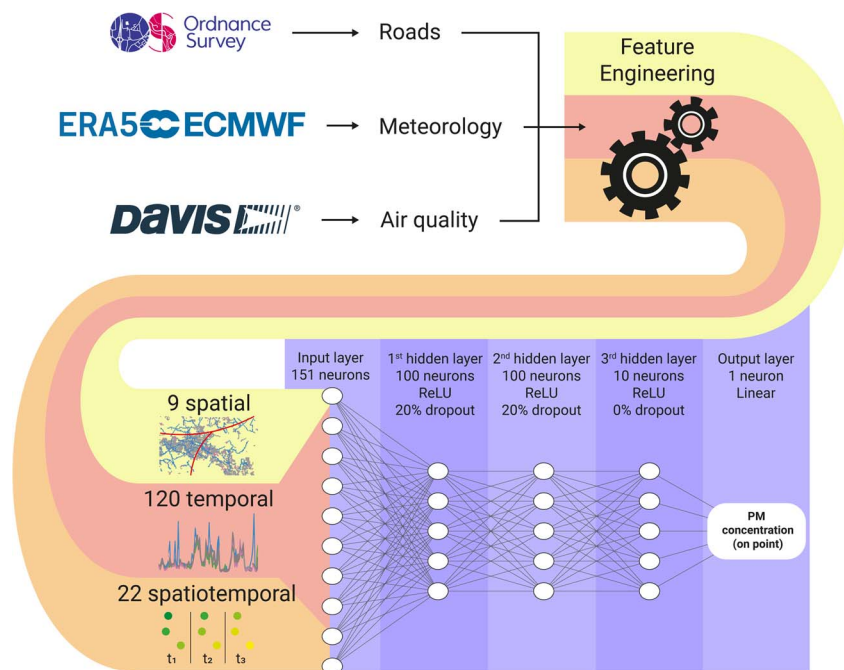 Ordnance
Survey
Roads
Feature
Engineering
ERA5 ECMWF
Meteorology
DAVIS ®
Air quality
Input layer
151 neurons
1st hidden layer
100 neurons
ReLU
20% dropout
2nd hidden layer
100 neurons
ReLU
20% dropout
3rd hidden layer
10 neurons
ReLU
0% dropout
Output layer
1 neuron
Linear
9 spatial
120 temporal
22 spatiotemporal
t₁ t₂ t₃
PM
concentration
(on point)